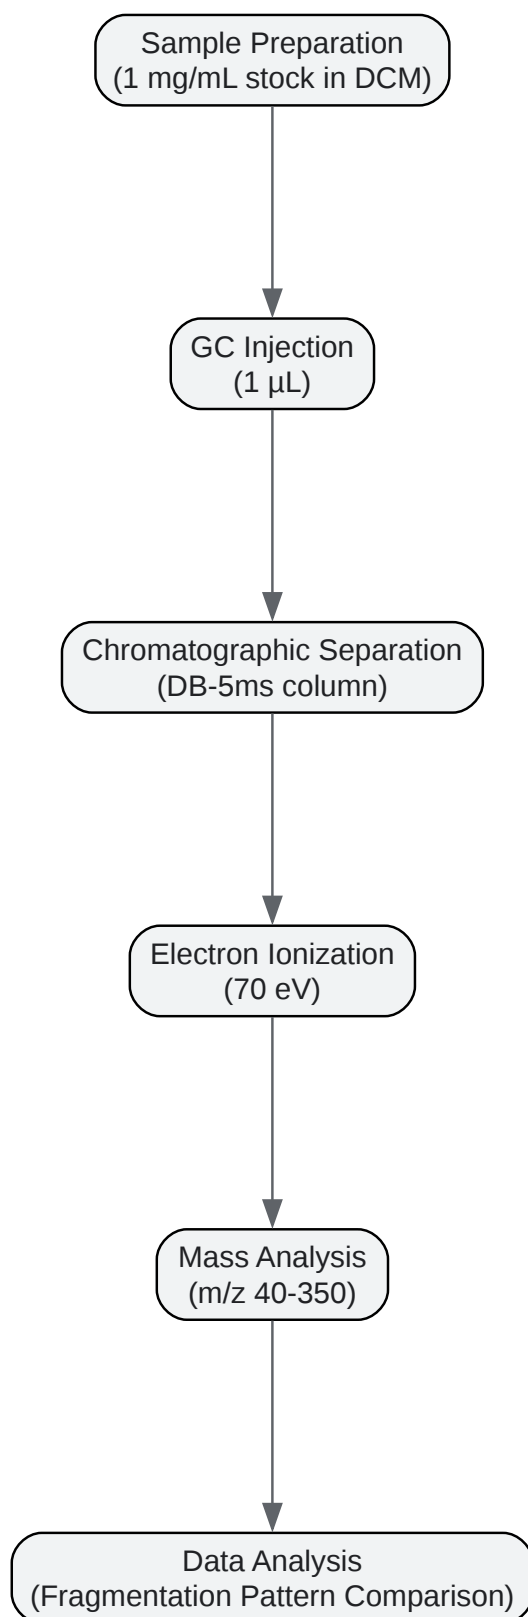 Sample Preparation
(1 mg/mL stock in DCM)
GC Injection
(1 µL)
Chromatographic Separation
(DB-5ms column)
Electron Ionization
(70 eV)
Mass Analysis
(m/z 40-350)
Data Analysis
(Fragmentation Pattern Comparison)